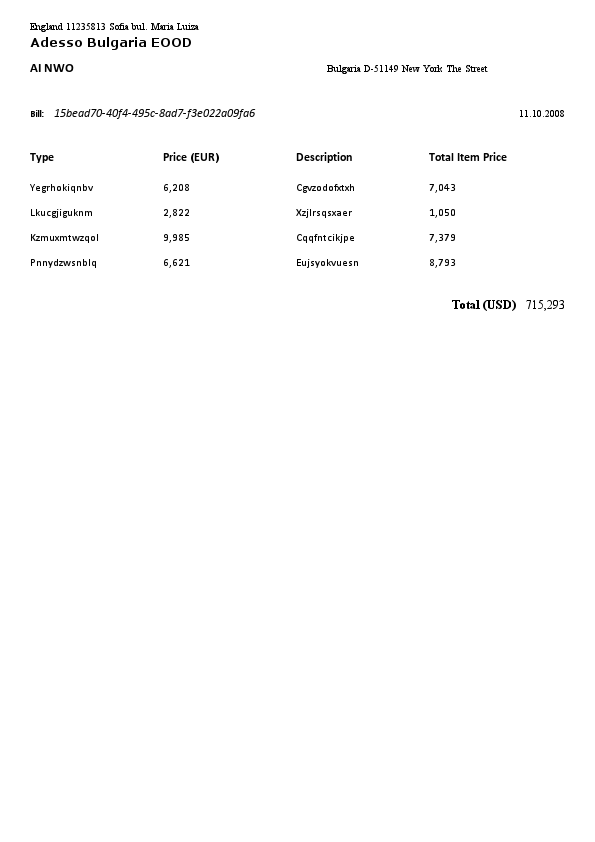 England 11235813 Sofia bul. Maria Luiza
Adesso Bulgaria EOOD
AI NWO Bulgaria D-51149 New York The Street
Bill: 15bead70-40f4-495c-8ad7-f3e022a09fa6 11.10.2008
Type Price (EUR) Description Total Item Price
Yegrhokiqnbv 6,208 Cgvzodofxtxh 7,043
Lkucgjiguknm 2,822 Xzjlrsqsxaer 1,050
Kzmuxmtwzqol 9,985 Cqqfntcikjpe 7,379
Pnnydzwsnblq 6,621 Eujsyokvuesn 8,793
Total (USD) 715,293